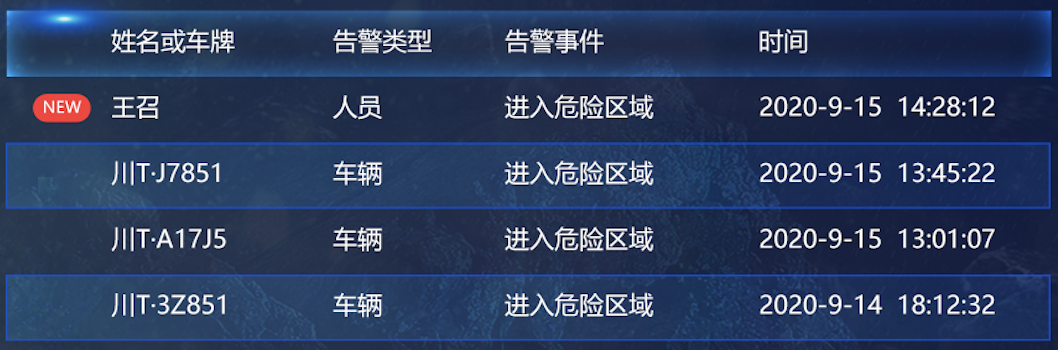 姓名或车牌 告警类型 告警事件 时间
NEW 王召 人员 进入危险区域 2020-9-15 14:28:12
川T·J7851 车辆 进入危险区域 2020-9-15 13:45:22
川T·A17J5 车辆 进入危险区域 2020-9-15 13:01:07
川T·3Z851 车辆 进入危险区域 2020-9-14 18:12:32